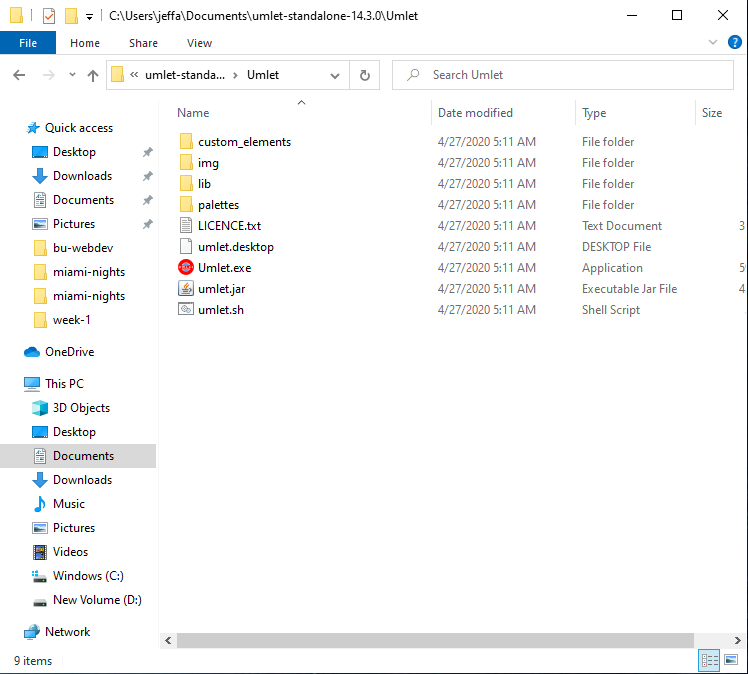 C:\Users\jeffa\Documents\umlet-standalone-14.3.0\Umlet
File Home Share View
« umlet-standa... › Umlet
Search Umlet
Name Date modified Type Size
Quick access
Desktop
Downloads
Documents
Pictures
bu-webdev
miami-nights
miami-nights
week-1
OneDrive
This PC
3D Objects
Desktop
Documents
Downloads
Music
Pictures
Videos
Windows (C:)
New Volume (D:)
Network
custom_elements 4/27/2020 5:11 AM File folder
img 4/27/2020 5:11 AM File folder
lib 4/27/2020 5:11 AM File folder
palettes 4/27/2020 5:11 AM File folder
LICENCE.txt 4/27/2020 5:11 AM Text Document 3
umlet.desktop 4/27/2020 5:11 AM DESKTOP File
Umlet.exe 4/27/2020 5:11 AM Application 5
umlet.jar 4/27/2020 5:11 AM Executable Jar File 4
umlet.sh 4/27/2020 5:11 AM Shell Script
9 items